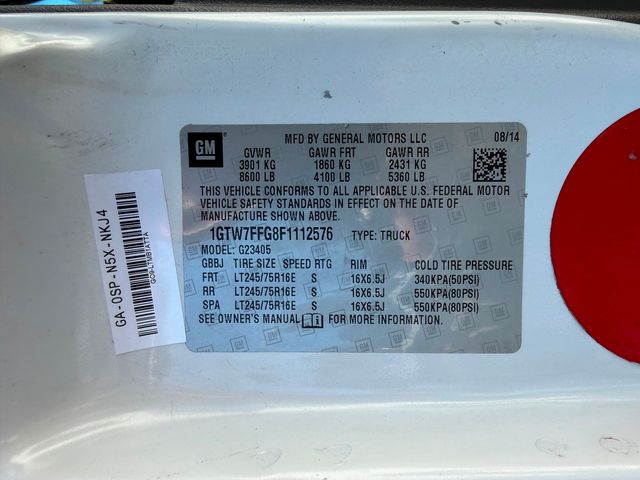 GM
MFD BY GENERAL MOTORS LLC 08/14
GVWR GAWR FRT GAWR RR
3901 KG 1860 KG 2431 KG
8600 LB 4100 LB 5360 LB
THIS VEHICLE CONFORMS TO ALL APPLICABLE U.S. FEDERAL MOTOR
VEHICLE SAFETY STANDARDS IN EFFECT ON THE DATE OF
MANUFACTURE SHOWN ABOVE.
1GTW7FFG8F1112576 TYPE: TRUCK
MODEL: G23405
GBBJ TIRE SIZE SPEED RTG RIM COLD TIRE PRESSURE
FRT LT245/75R16E S 16X6.5J 340KPA(50PSI)
RR LT245/75R16E S 16X6.5J 550KPA(80PSI)
SPA LT245/75R16E S 16X6.5J 550KPA(80PSI)
SEE OWNER'S MANUAL FOR MORE INFORMATION.
GA-0SP-N5X-NKJ4